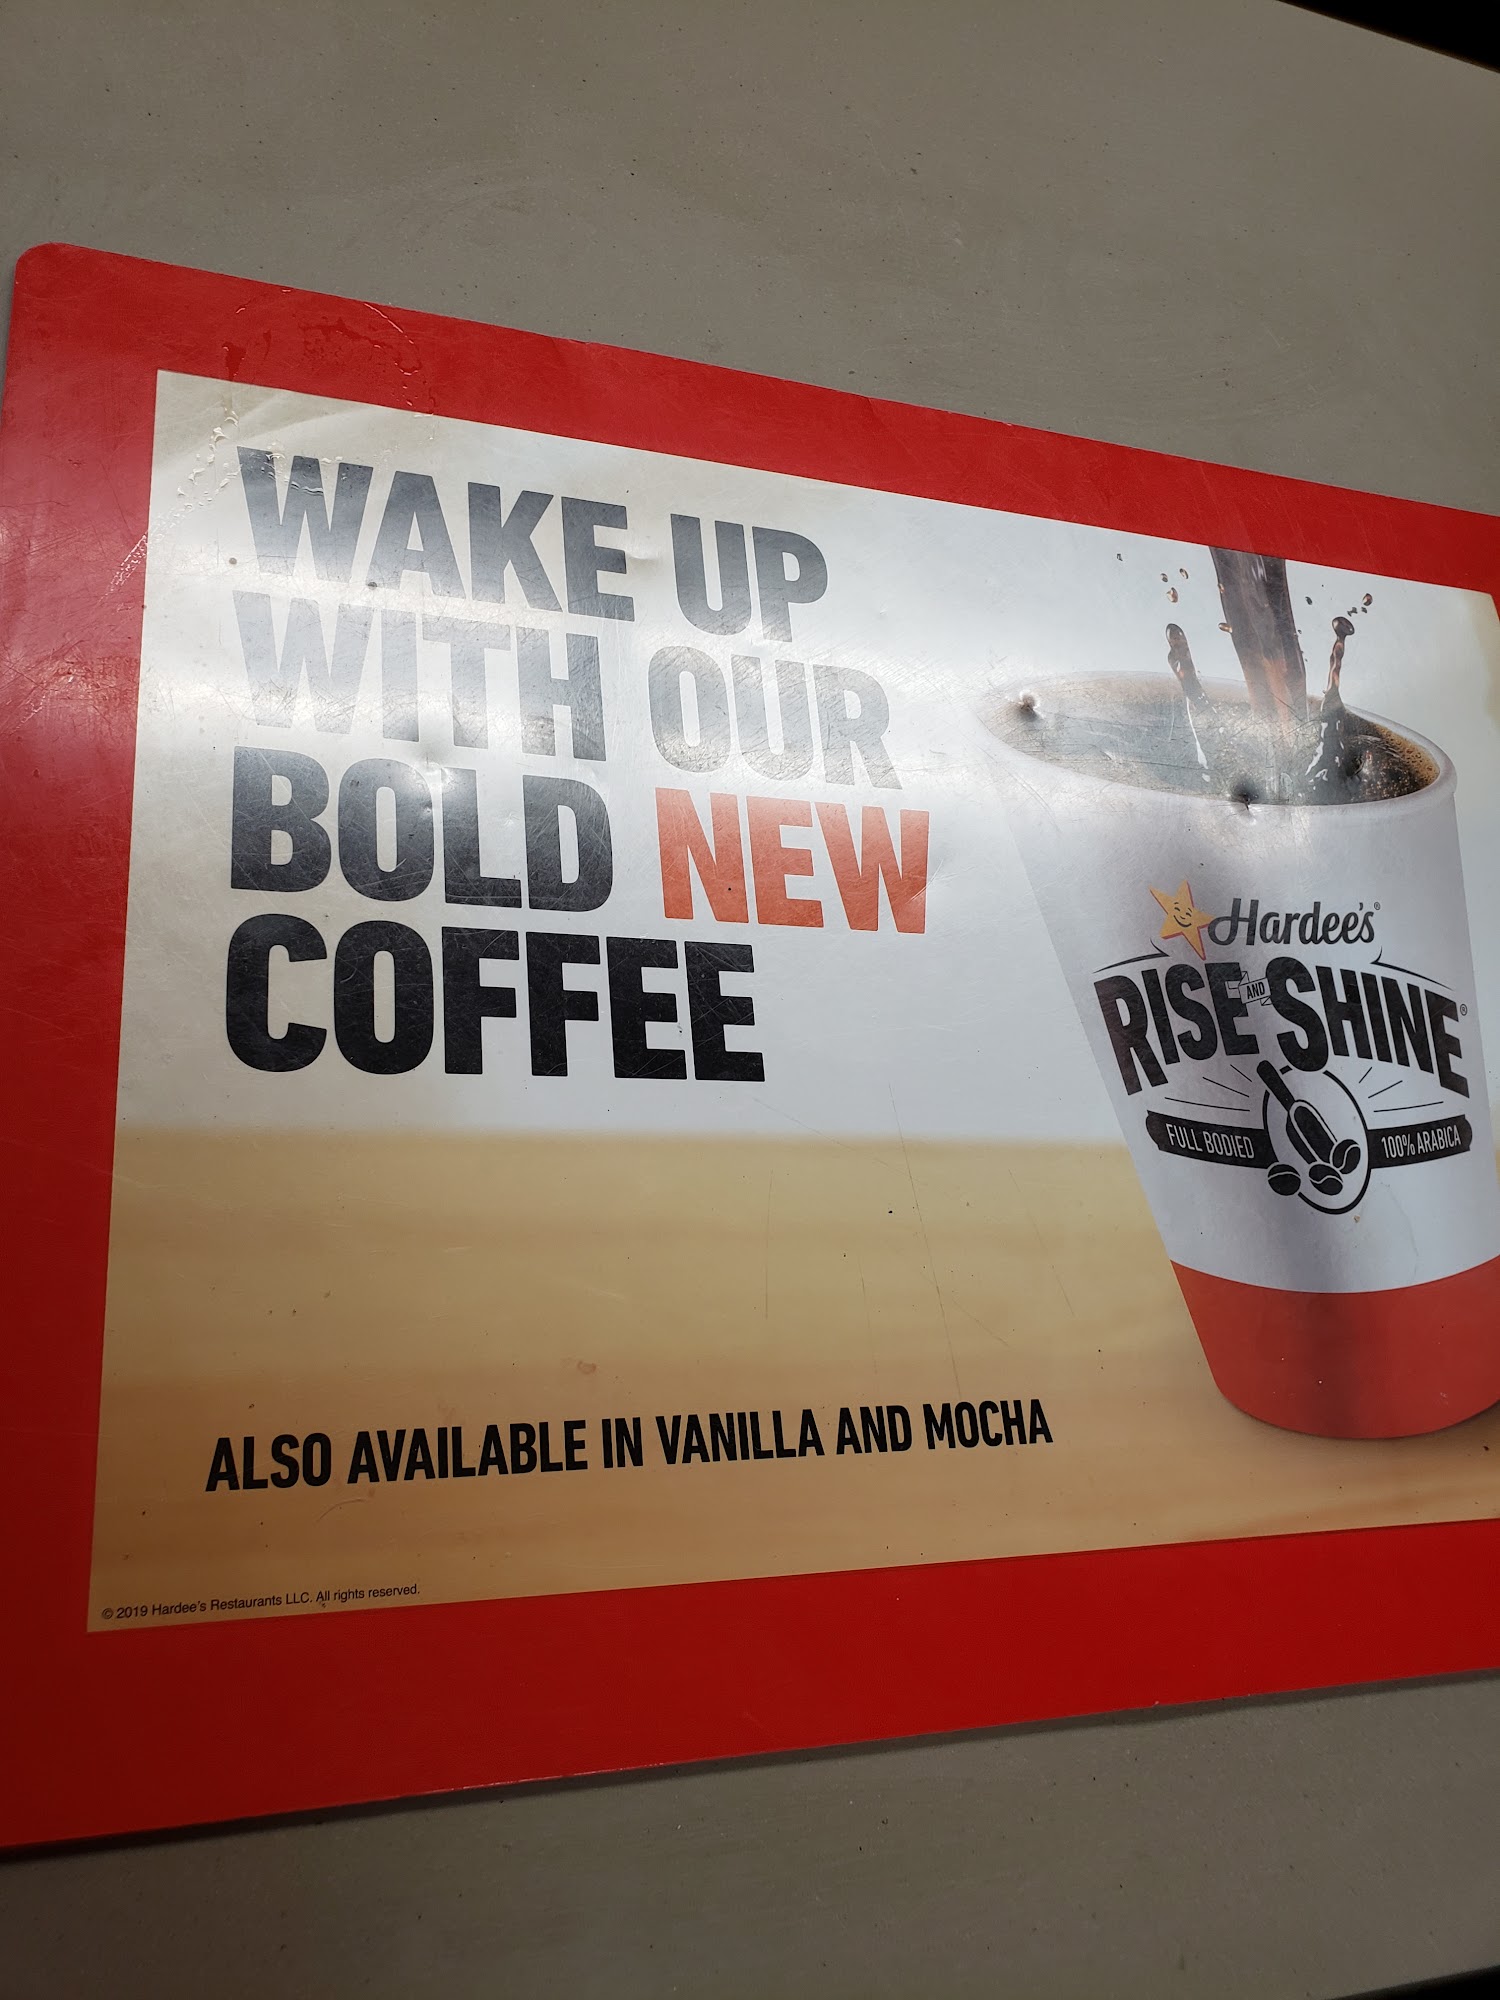 WAKE UP
WITH OUR
BOLD NEW
COFFEE
Hardee's®
RISE AND SHINE®
FULL BODIED 100% ARABICA
ALSO AVAILABLE IN VANILLA AND MOCHA
© 2019 Hardee's Restaurants LLC. All rights reserved.